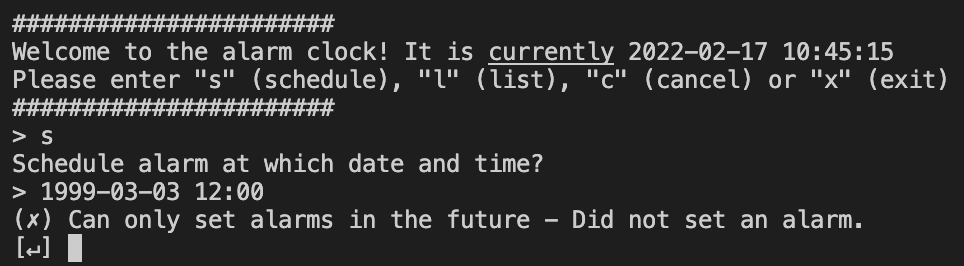 #######################
Welcome to the alarm clock! It is currently 2022-02-17 10:45:15
Please enter "s" (schedule), "l" (list), "c" (cancel) or "x" (exit)
#######################
> s
Schedule alarm at which date and time?
> 1999-03-03 12:00
(✗) Can only set alarms in the future - Did not set an alarm.
[↵]